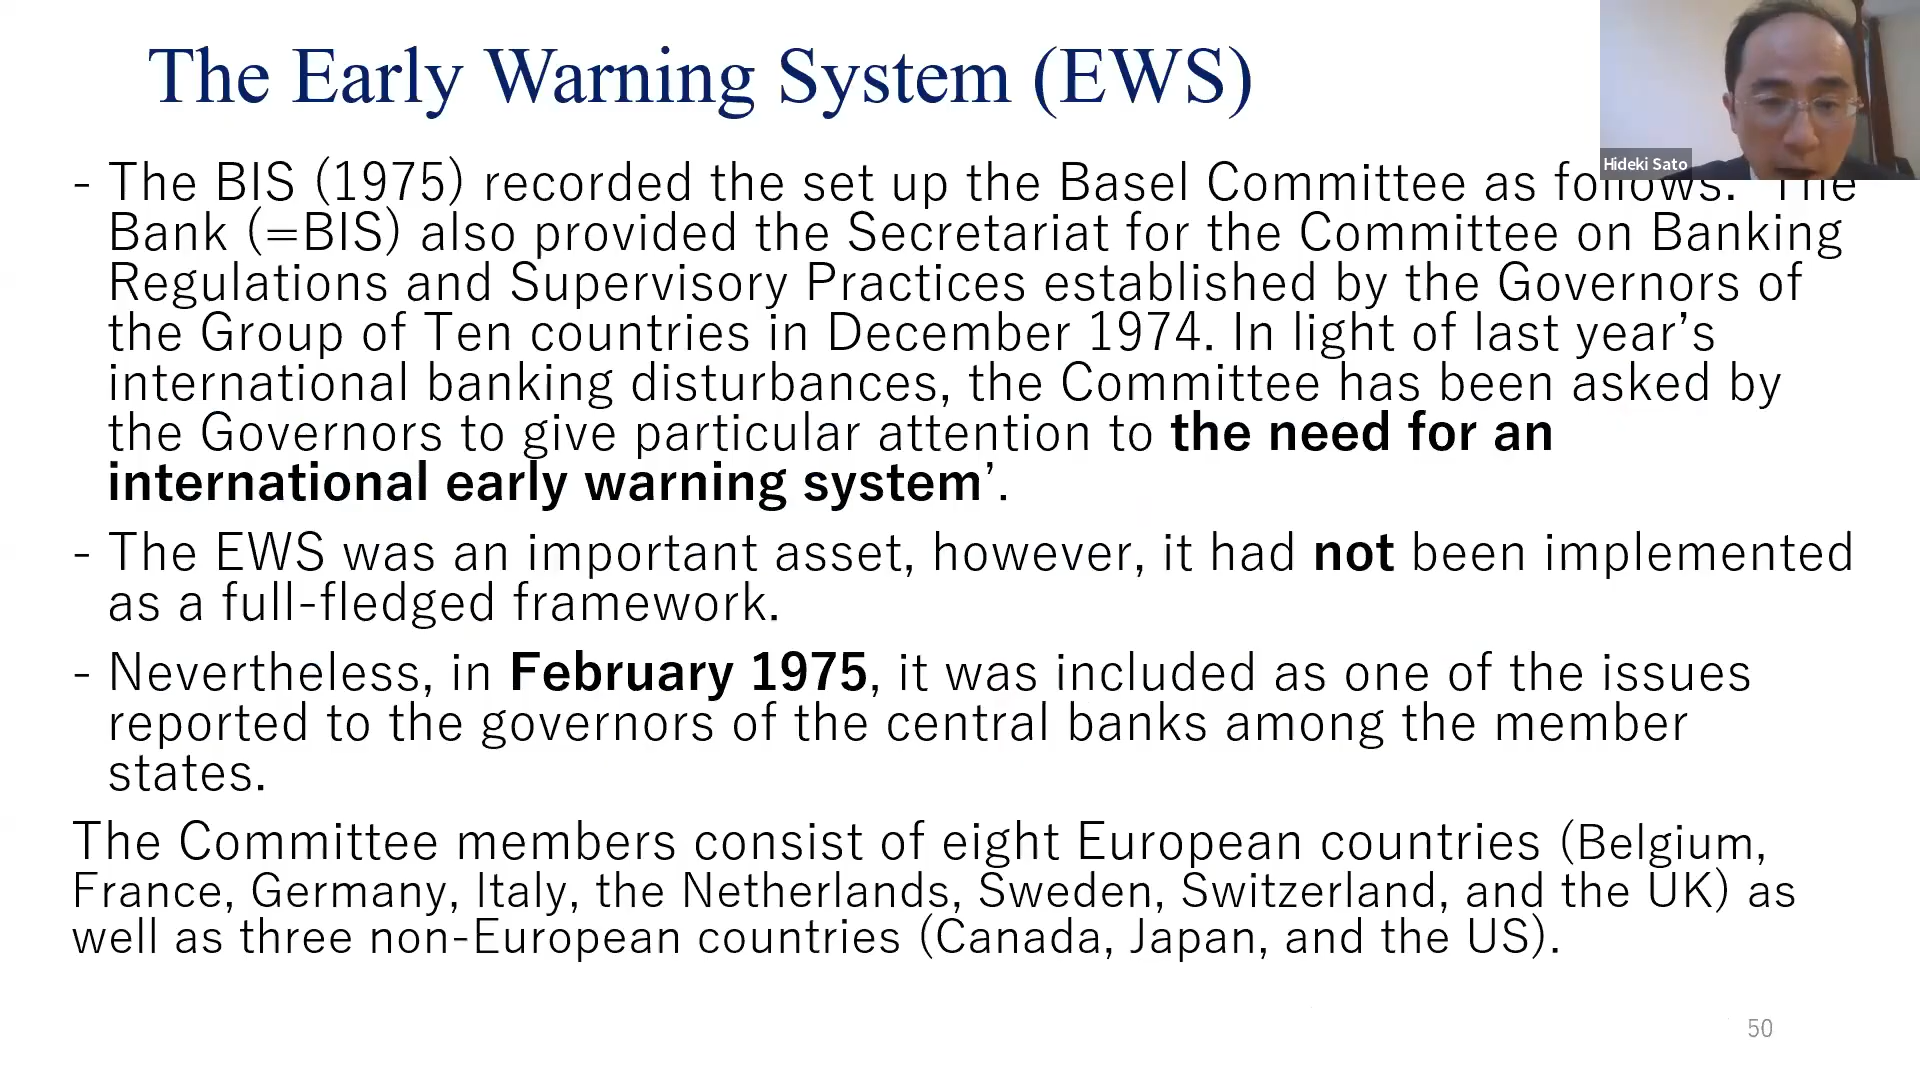 The Early Warning System (EWS)
Hideki Sato
- The BIS (1975) recorded the set up the Basel Committee as follows: The
Bank (=BIS) also provided the Secretariat for the Committee on Banking
Regulations and Supervisory Practices established by the Governors of
the Group of Ten countries in December 1974. In light of last year’s
international banking disturbances, the Committee has been asked by
the Governors to give particular attention to the need for an
international early warning system’.
- The EWS was an important asset, however, it had not been implemented
as a full-fledged framework.
- Nevertheless, in February 1975, it was included as one of the issues
reported to the governors of the central banks among the member
states.
The Committee members consist of eight European countries (Belgium,
France, Germany, Italy, the Netherlands, Sweden, Switzerland, and the UK) as
well as three non-European countries (Canada, Japan, and the US).
50